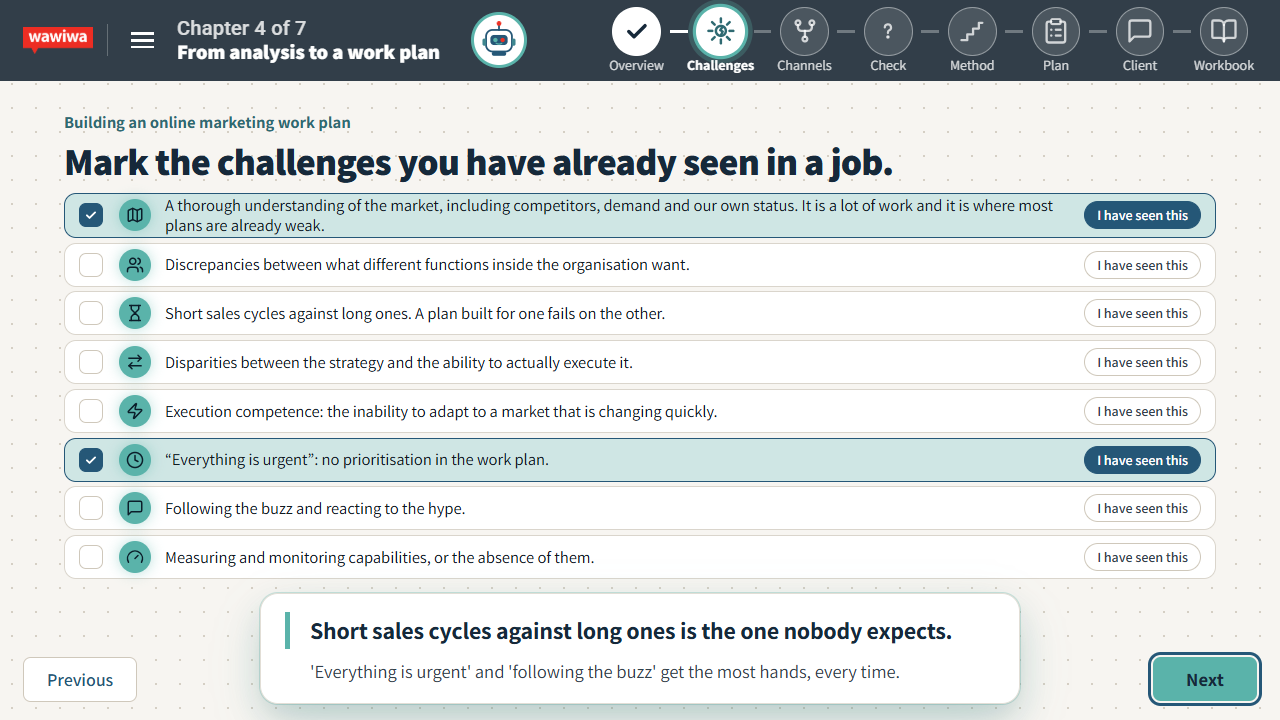 wawiwa
Chapter 4 of 7
From analysis to a work plan
Overview
Challenges
Channels
?
Check
Method
Plan
Client
Workbook
Building an online marketing work plan
Mark the challenges you have already seen in a job.
A thorough understanding of the market, including competitors, demand and our own status. It is a lot of work and it is where most
plans are already weak.
I have seen this
Discrepancies between what different functions inside the organisation want.
I have seen this
Short sales cycles against long ones. A plan built for one fails on the other.
I have seen this
Disparities between the strategy and the ability to actually execute it.
I have seen this
Execution competence: the inability to adapt to a market that is changing quickly.
I have seen this
“Everything is urgent”: no prioritisation in the work plan.
I have seen this
Following the buzz and reacting to the hype.
I have seen this
Measuring and monitoring capabilities, or the absence of them.
I have seen this
Short sales cycles against long ones is the one nobody expects.
'Everything is urgent' and 'following the buzz' get the most hands, every time.
Previous
Next